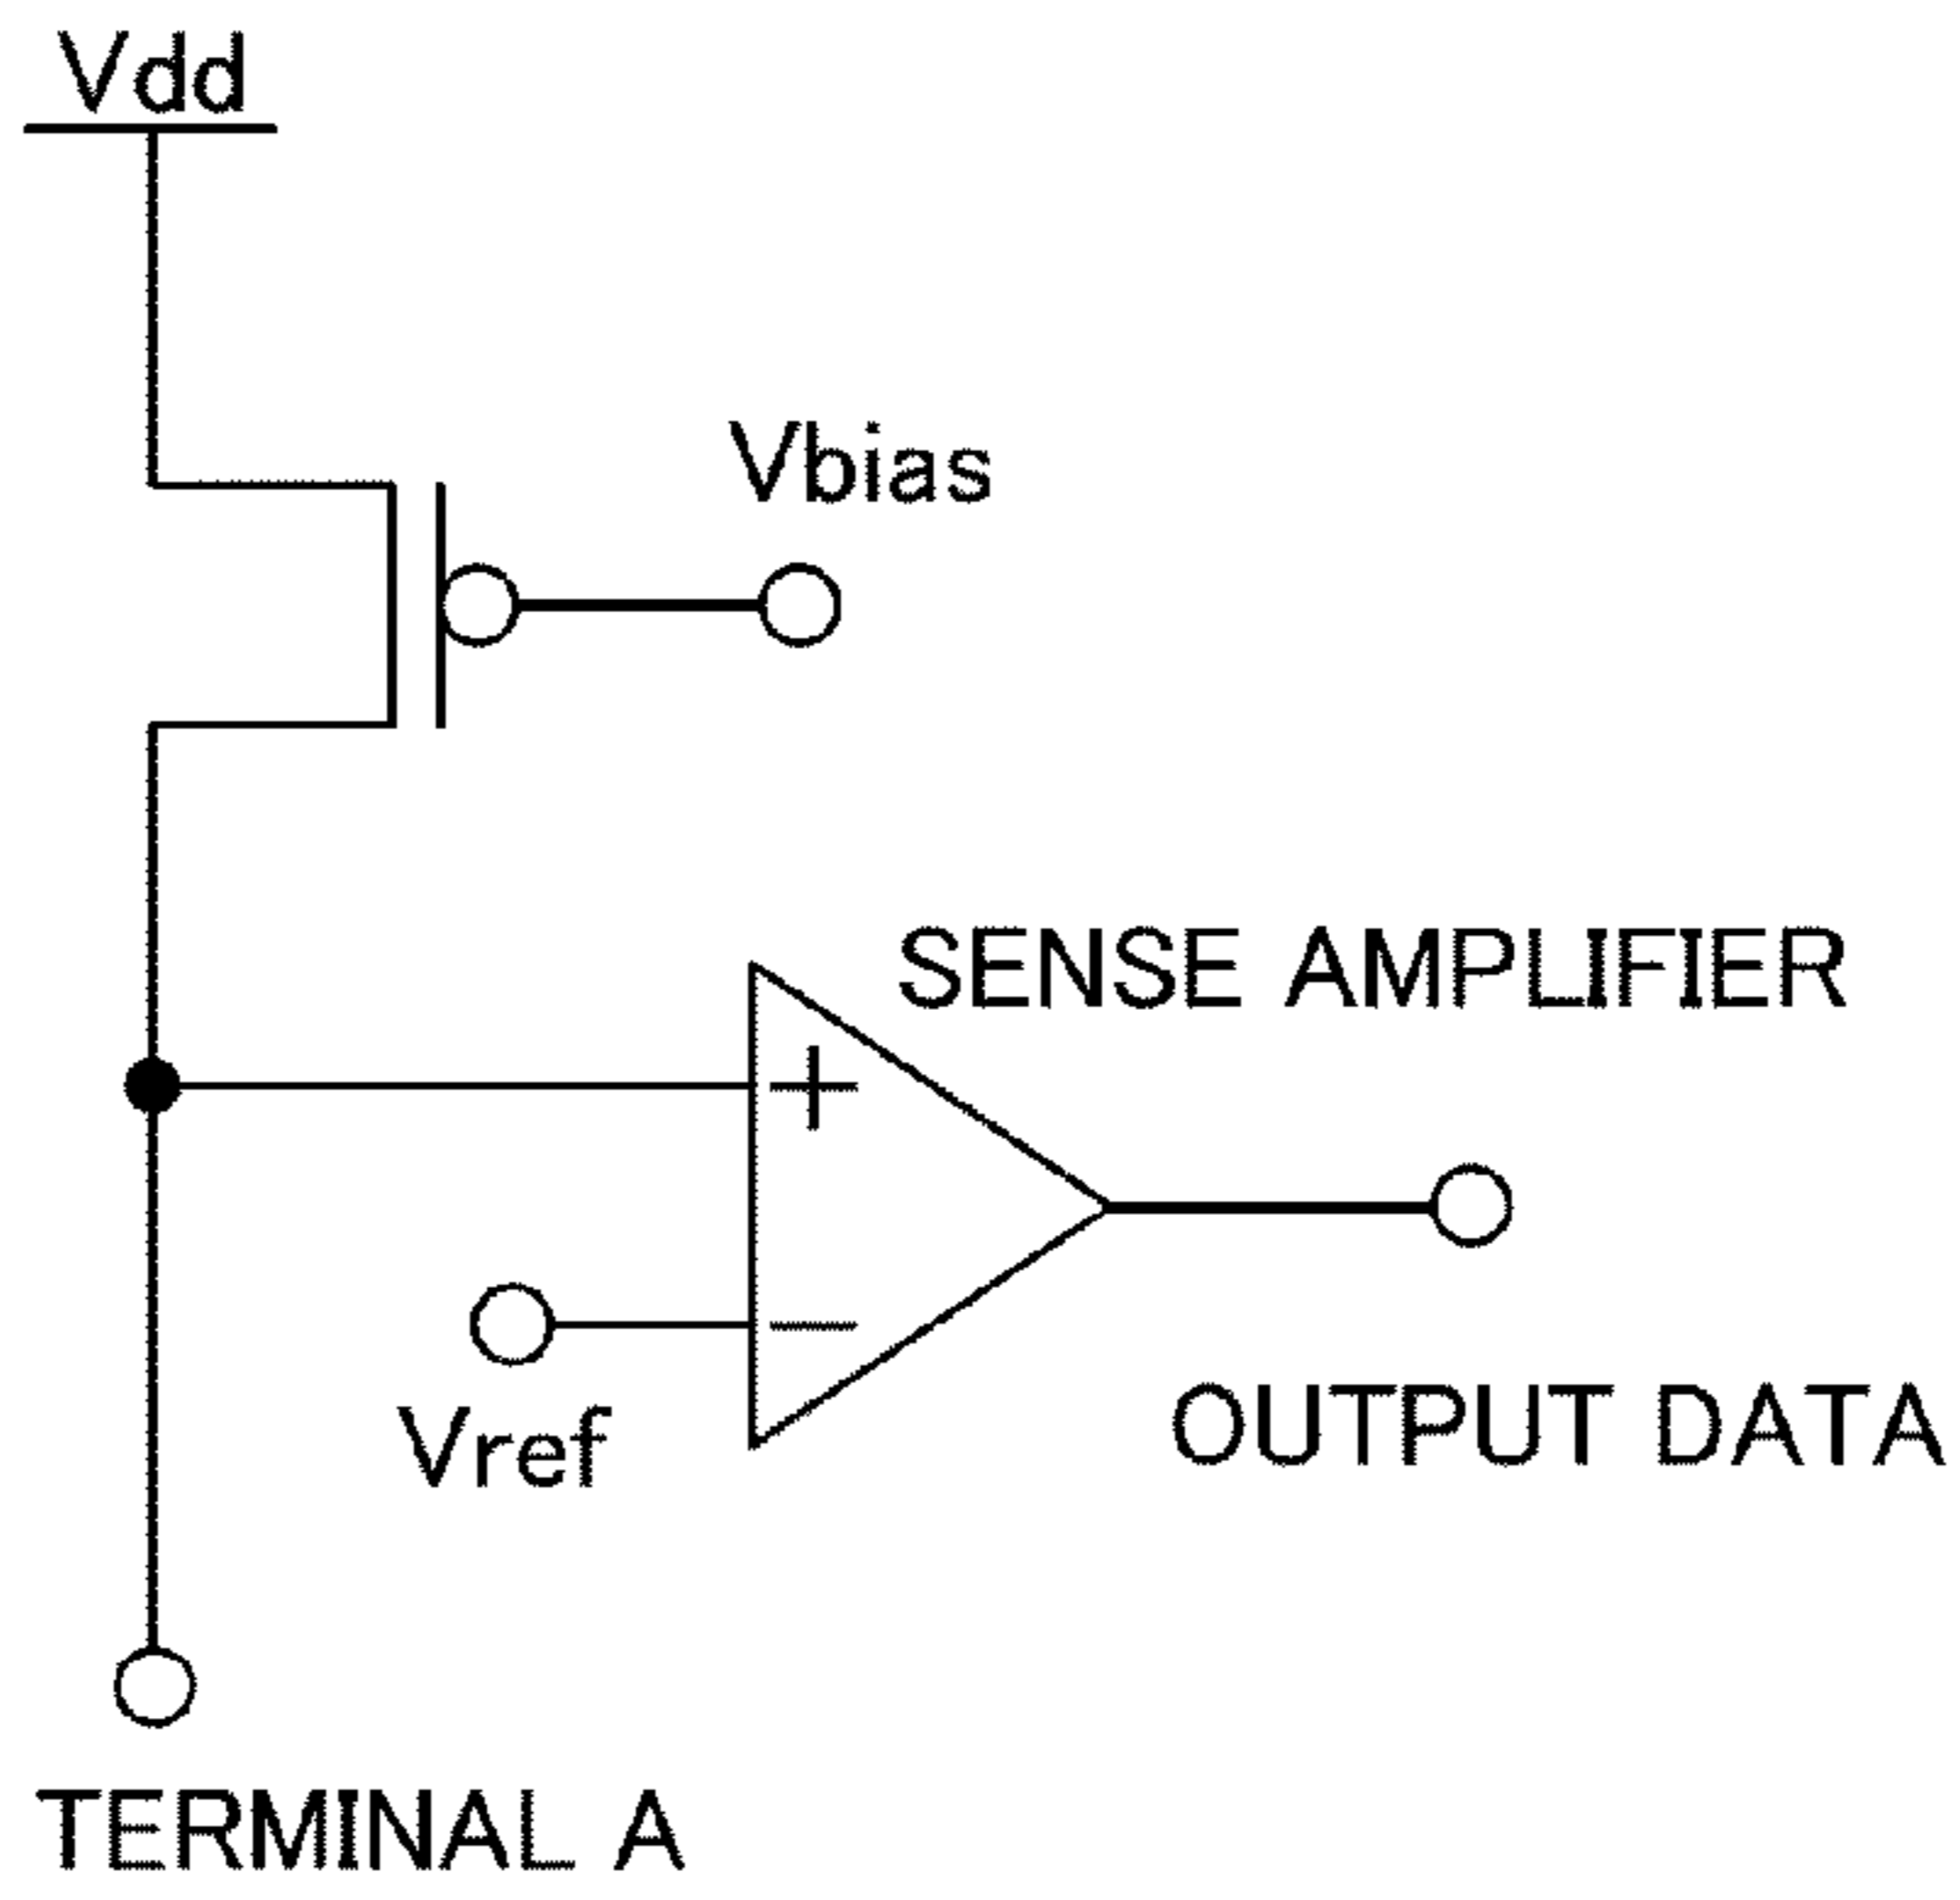 Vdd
Vbias
SENSE AMPLIFIER
+
−
Vref
OUTPUT DATA
TERMINAL A